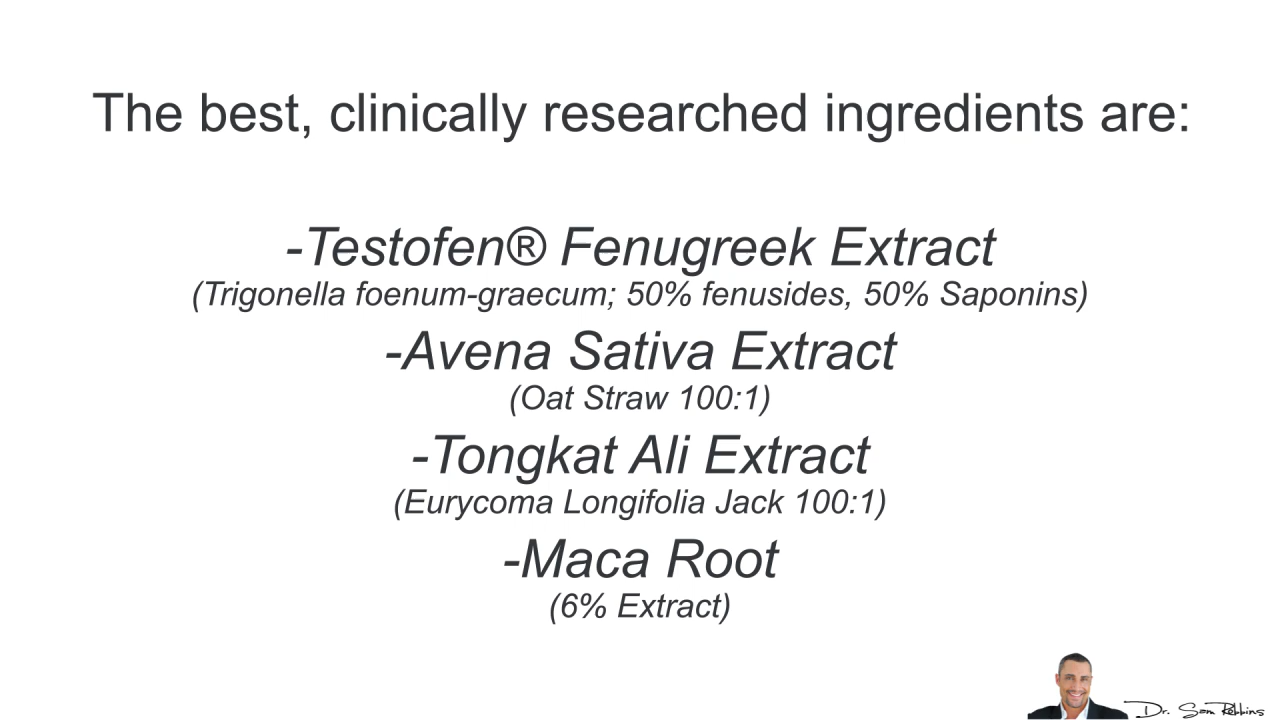 The best, clinically researched ingredients are:
-Testofen® Fenugreek Extract
(Trigonella foenum-graecum; 50% fenusides, 50% Saponins)
-Avena Sativa Extract
(Oat Straw 100:1)
-Tongkat Ali Extract
(Eurycoma Longifolia Jack 100:1)
-Maca Root
(6% Extract)
Dr. Sam Robbins